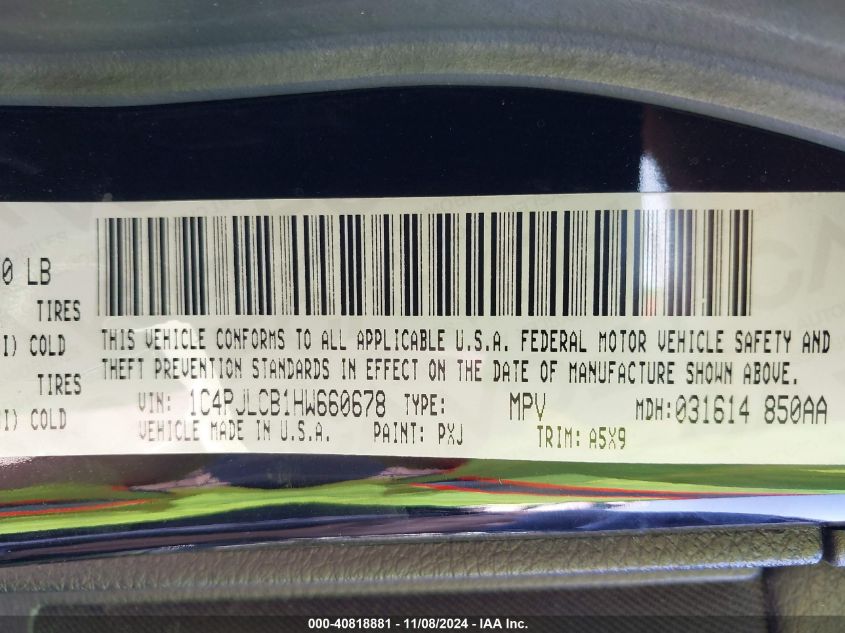 0 LB
TIRES
I) COLD
TIRES
I) COLD
THIS VEHICLE CONFORMS TO ALL APPLICABLE U.S.A. FEDERAL MOTOR VEHICLE SAFETY AND
THEFT PREVENTION STANDARDS IN EFFECT ON THE DATE OF MANUFACTURE SHOWN ABOVE.
VIN: 1C4PJLCB1HW660678 TYPE: MPV MDH:031614 850AA
VEHICLE MADE IN U.S.A. PAINT: PXJ TRIM: A5X9
000-40818881 - 11/08/2024 - IAA Inc.